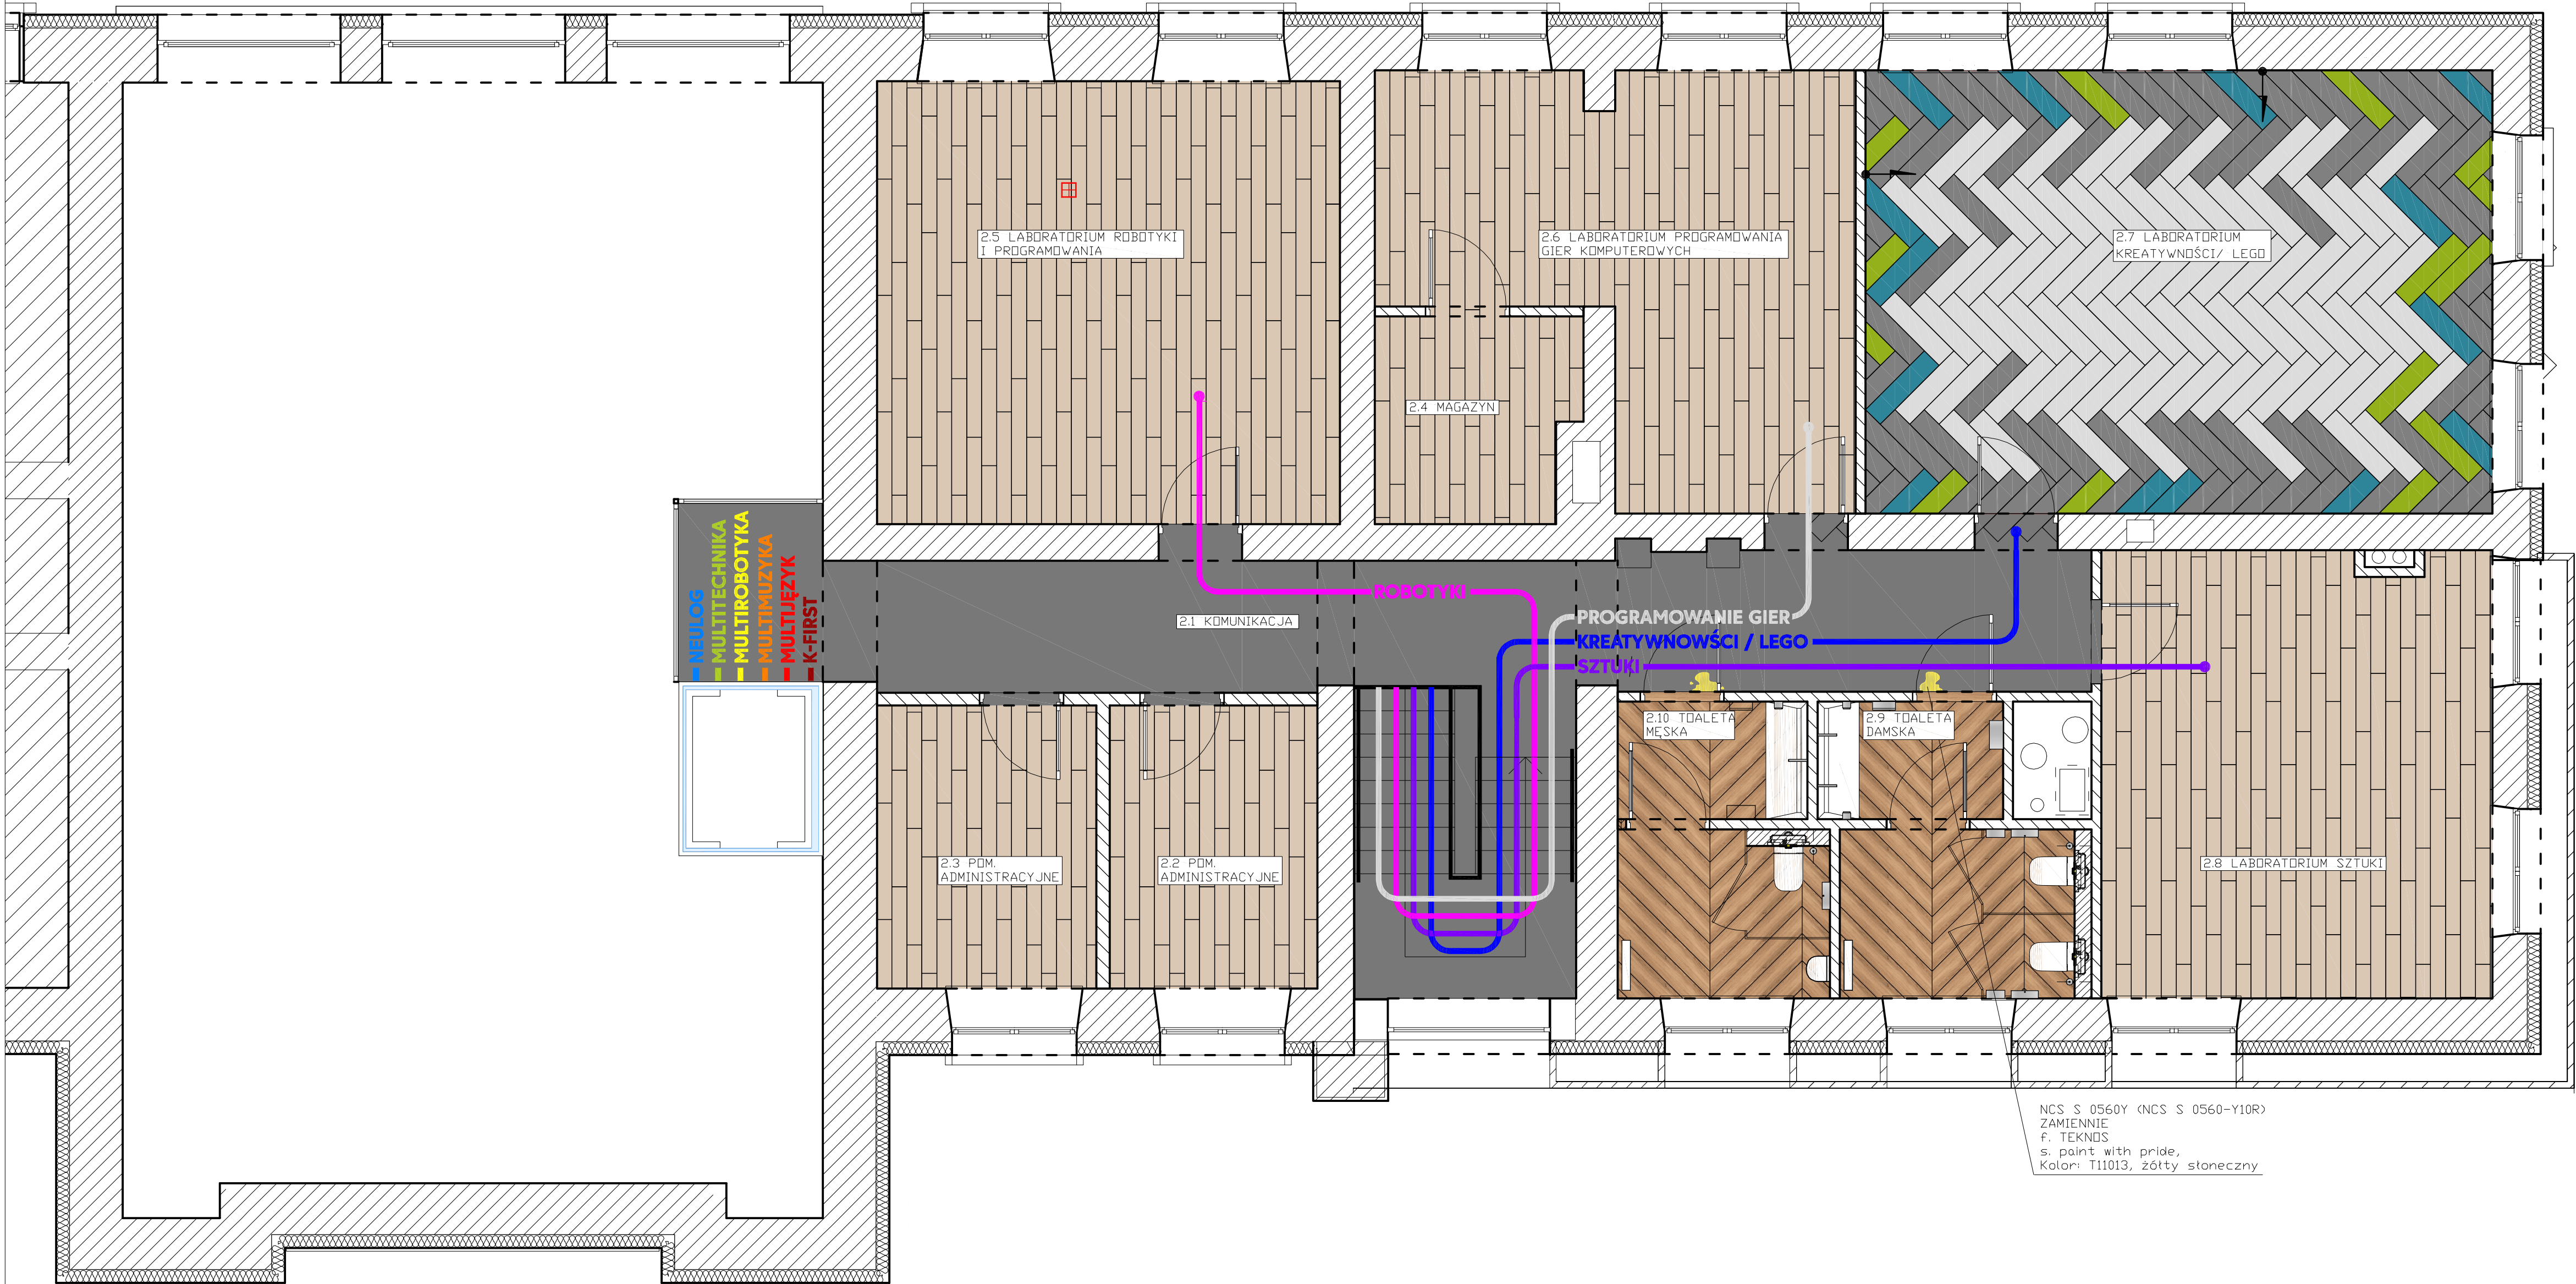 2.5 LABORATORIUM ROBOTYKI
I PROGRAMOWANIA
2.6 LABORATORIUM PROGRAMOWANIA
GIER KOMPUTEROWYCH
2.7 LABORATORIUM
KREATYWNOŚCI/ LEGO
2.4 MAGAZYN
NEULOG
MULTITECHNIKA
MULTIROBOTYKA
MULTIMUZYKA
MULTIJĘZYK
K-FIRST
2.1 KOMUNIKACJA
ROBOTYKI
PROGRAMOWANIE GIER
KREATYWNOWŚCI / LEGO
SZTUKI
2.10 TOALETA
MĘSKA
2.9 TOALETA
DAMSKA
2.3 POM.
ADMINISTRACYJNE
2.2 POM.
ADMINISTRACYJNE
2.8 LABORATORIUM SZTUKI
NCS S 0560Y (NCS S 0560-Y10R)
ZAMIENNIE
f. TEKNOS
s. paint with pride,
Kolor: T11013, żółty słoneczny